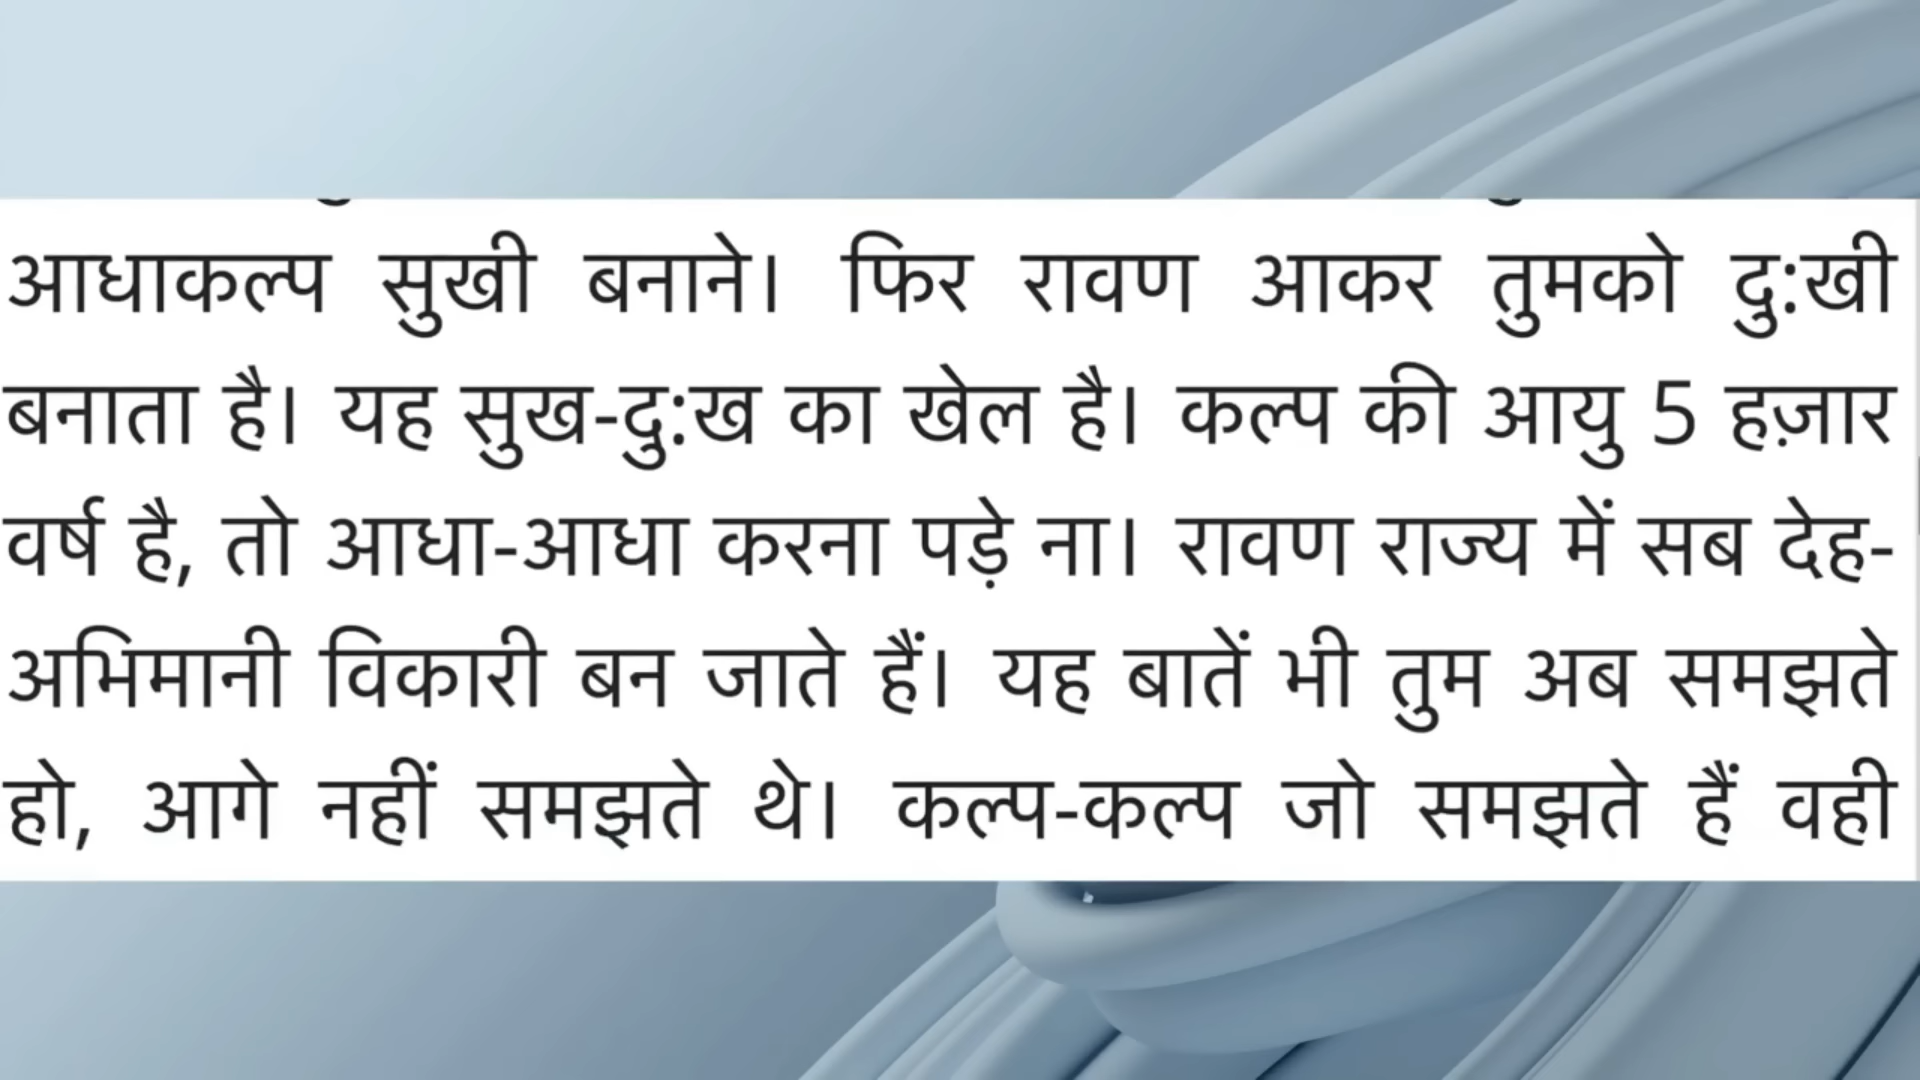 आधाकल्प सुखी बनाने। फिर रावण आकर तुमको दु:खी
बनाता है। यह सुख-दु:ख का खेल है। कल्प की आयु 5 हज़ार
वर्ष है, तो आधा-आधा करना पड़े ना। रावण राज्य में सब देह-
अभिमानी विकारी बन जाते हैं। यह बातें भी तुम अब समझते
हो, आगे नहीं समझते थे। कल्प-कल्प जो समझते हैं वही